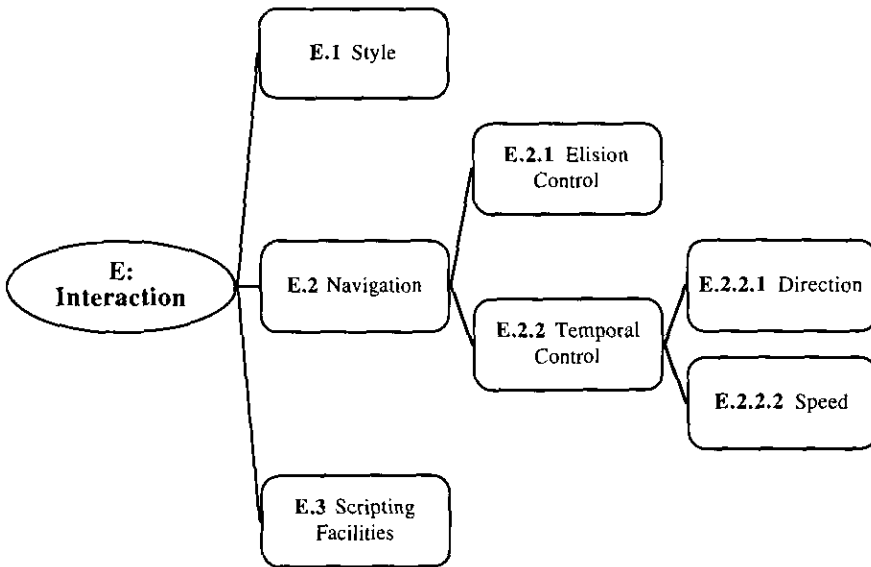 E.1 Style
E.2.1 Elision
Control
E:
Interaction
E.2 Navigation
E.2.2.1 Direction
E.2.2 Temporal
Control
E.2.2.2 Speed
E.3 Scripting
Facilities